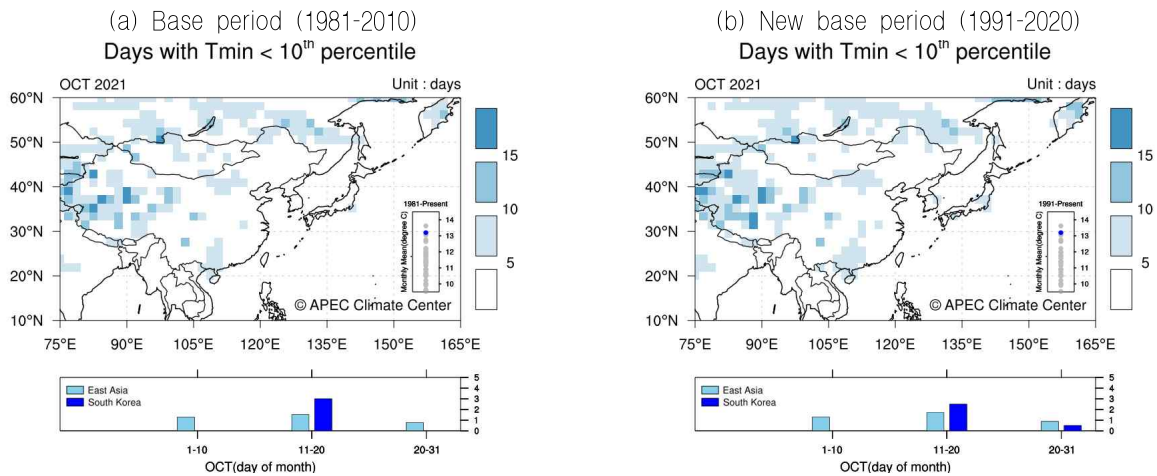 (a) Base period (1981-2010)
Days with Tmin < 10th percentile
OCT 2021 Unit : days
60°N
50°N
40°N
30°N
20°N
10°N
75°E 90°E 105°E 120°E 135°E 150°E 165°E
15
10
5
1981-Present
Monthly Mean(degree C)
14
13
12
11
10
© APEC Climate Center
East Asia
South Korea
5
4
3
2
1
0
1-10 11-20 20-31
OCT(day of month)
(b) New base period (1991-2020)
Days with Tmin < 10th percentile
OCT 2021 Unit : days
60°N
50°N
40°N
30°N
20°N
10°N
75°E 90°E 105°E 120°E 135°E 150°E 165°E
15
10
5
1991-Present
Monthly Mean(degree C)
14
13
12
11
10
© APEC Climate Center
East Asia
South Korea
5
4
3
2
1
0
1-10 11-20 20-31
OCT(day of month)